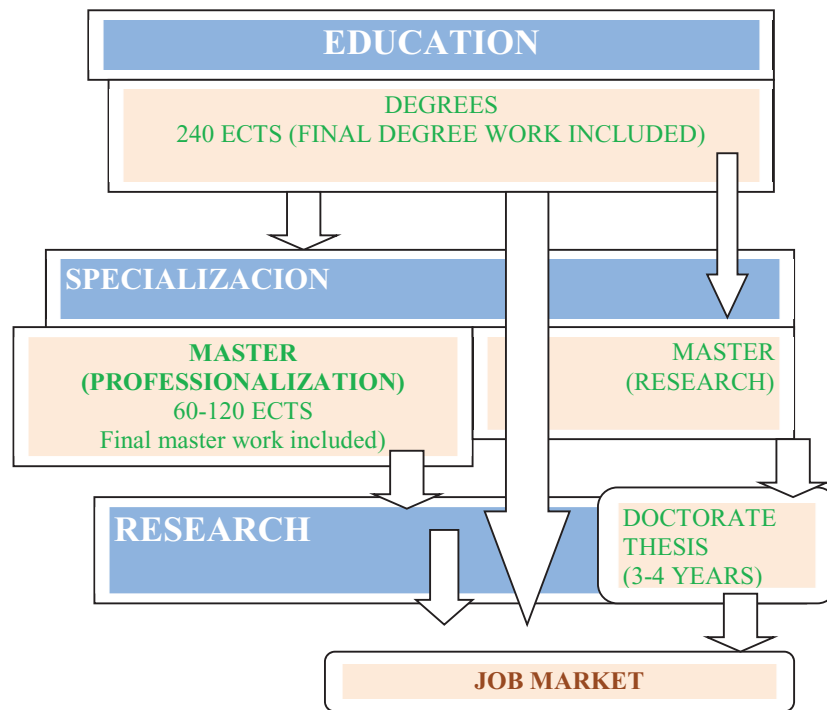 EDUCATION
DEGREES
240 ECTS (FINAL DEGREE WORK INCLUDED)
SPECIALIZACION
MASTER
(PROFESSIONALIZATION)
60-120 ECTS
Final master work included)
MASTER
(RESEARCH)
RESEARCH
DOCTORATE
THESIS
(3-4 YEARS)
JOB MARKET